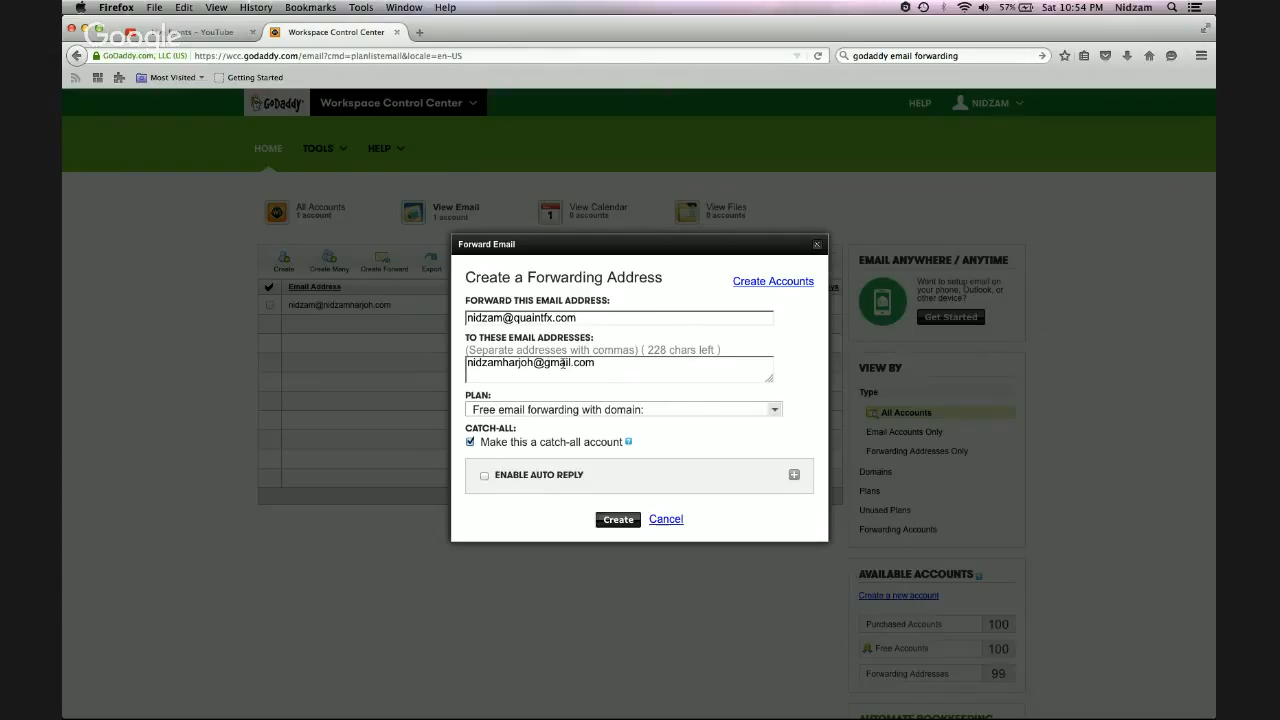 Firefox File Edit View History Bookmarks Tools Window Help 57% Sat 10:54 PM Nidzam
Google
nts – YouTube × Workspace Control Center × +
GoDaddy.com, LLC (US) https://wcc.godaddy.com/email?cmd=planlistemail&locale=en-US godaddy email forwarding
Most Visited Getting Started
GoDaddy Workspace Control Center HELP NIDZAM
HOME TOOLS HELP
All Accounts
1 account
View Email
1 account
View Calendar
0 accounts
View Files
0 accounts
Create Create Many Create Forward Export
Email Address
nidzam@nidzamharjoh.com
Forward Email
Create a Forwarding Address
Create Accounts
FORWARD THIS EMAIL ADDRESS:
nidzam@quaintfx.com
TO THESE EMAIL ADDRESSES:
(Separate addresses with commas) ( 228 chars left )
nidzamharjoh@gmail.com
PLAN:
Free email forwarding with domain:
CATCH-ALL:
Make this a catch-all account ?
ENABLE AUTO REPLY
Create Cancel
EMAIL ANYWHERE / ANYTIME
Want to setup email on
your phone, Outlook, or
other device?
Get Started
VIEW BY
Type
All Accounts
Email Accounts Only
Forwarding Addresses Only
Domains
Plans
Unused Plans
Forwarding Accounts
AVAILABLE ACCOUNTS
Create a new account
Purchased Accounts 100
Free Accounts 100
Forwarding Addresses 99
AUTOMATE BOOKKEEPING